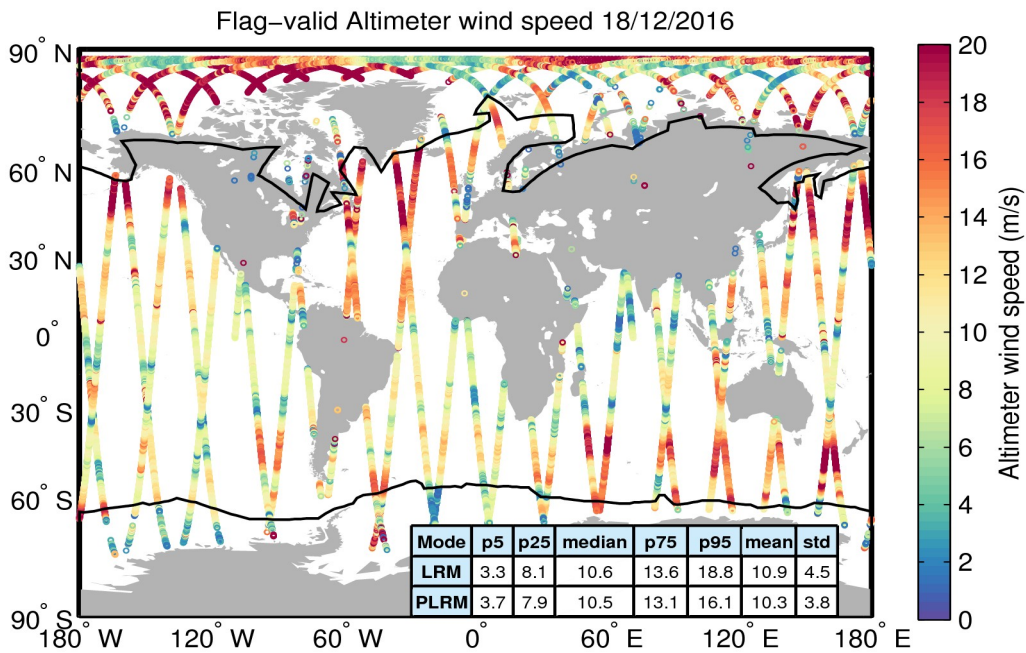 Flag−valid Altimeter wind speed 18/12/2016
90° N
60° N
30° N
0°
30° S
60° S
90° S
180° W
120° W
60° W
0°
60° E
120° E
180° E
Mode p5 p25 median p75 p95 mean std
LRM 3.3 8.1 10.6 13.6 18.8 10.9 4.5
PLRM 3.7 7.9 10.5 13.1 16.1 10.3 3.8
20
18
16
14
12
10
8
6
4
2
0
Altimeter wind speed (m/s)